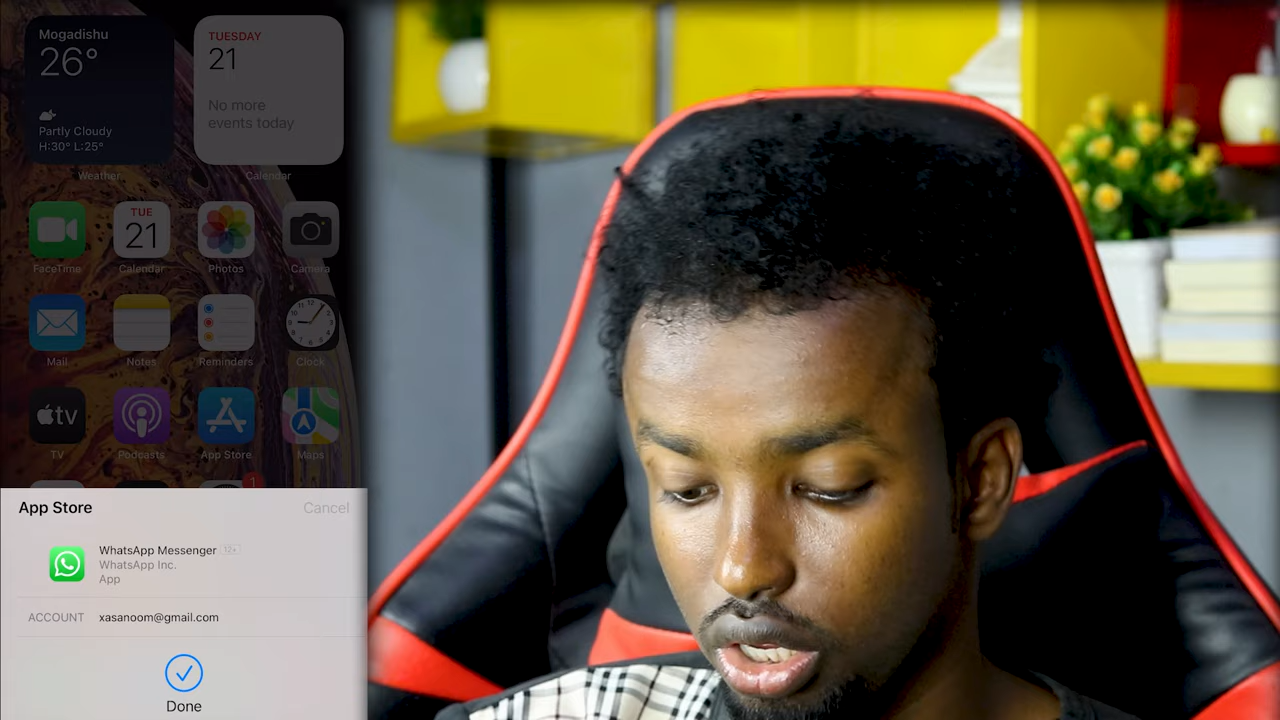 Mogadishu
26°
Partly Cloudy
H:30° L:25°
Weather
TUESDAY
21
No more
events today
Calendar
TUE
21
FaceTime
Calendar
Photos
Camera
Mail
Notes
Reminders
Clock
tv
TV
Podcasts
App Store
Maps
1
App Store
Cancel
WhatsApp Messenger 12+
WhatsApp Inc.
App
ACCOUNT xasanoom@gmail.com
Done